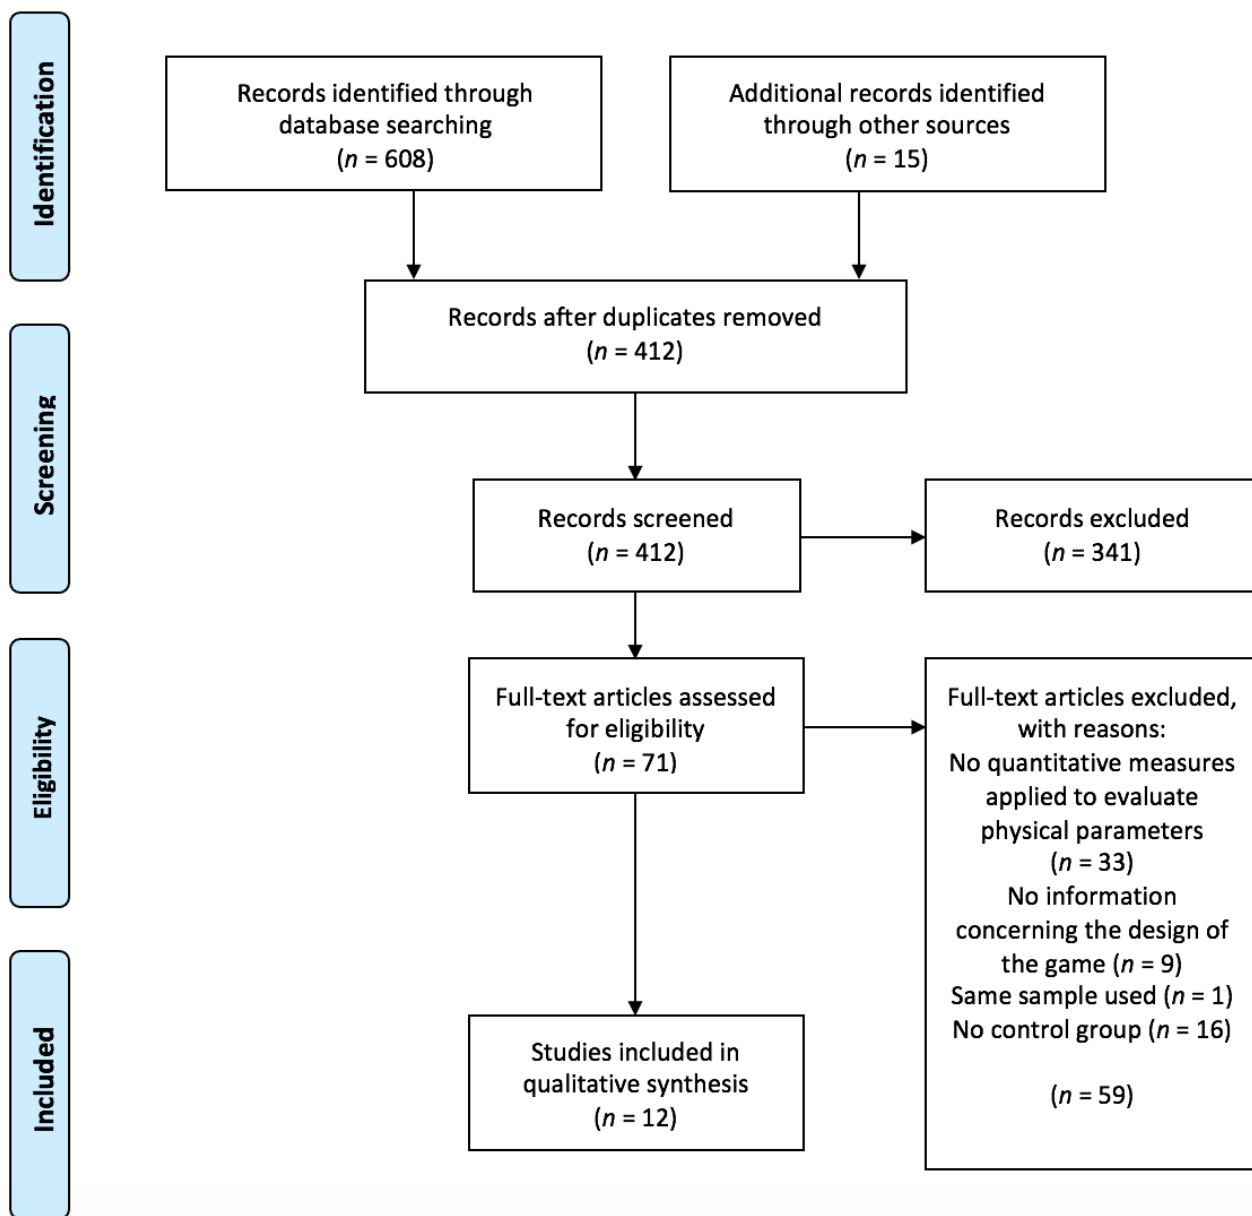 Identification
Records identified through
database searching
(n = 608)
Additional records identified
through other sources
(n = 15)
Records after duplicates removed
(n = 412)
Screening
Records screened
(n = 412)
Records excluded
(n = 341)
Eligibility
Full-text articles assessed
for eligibility
(n = 71)
Full-text articles excluded,
with reasons:
No quantitative measures
applied to evaluate
physical parameters
(n = 33)
No information
concerning the design of
the game (n = 9)
Same sample used (n = 1)
No control group (n = 16)
(n = 59)
Included
Studies included in
qualitative synthesis
(n = 12)